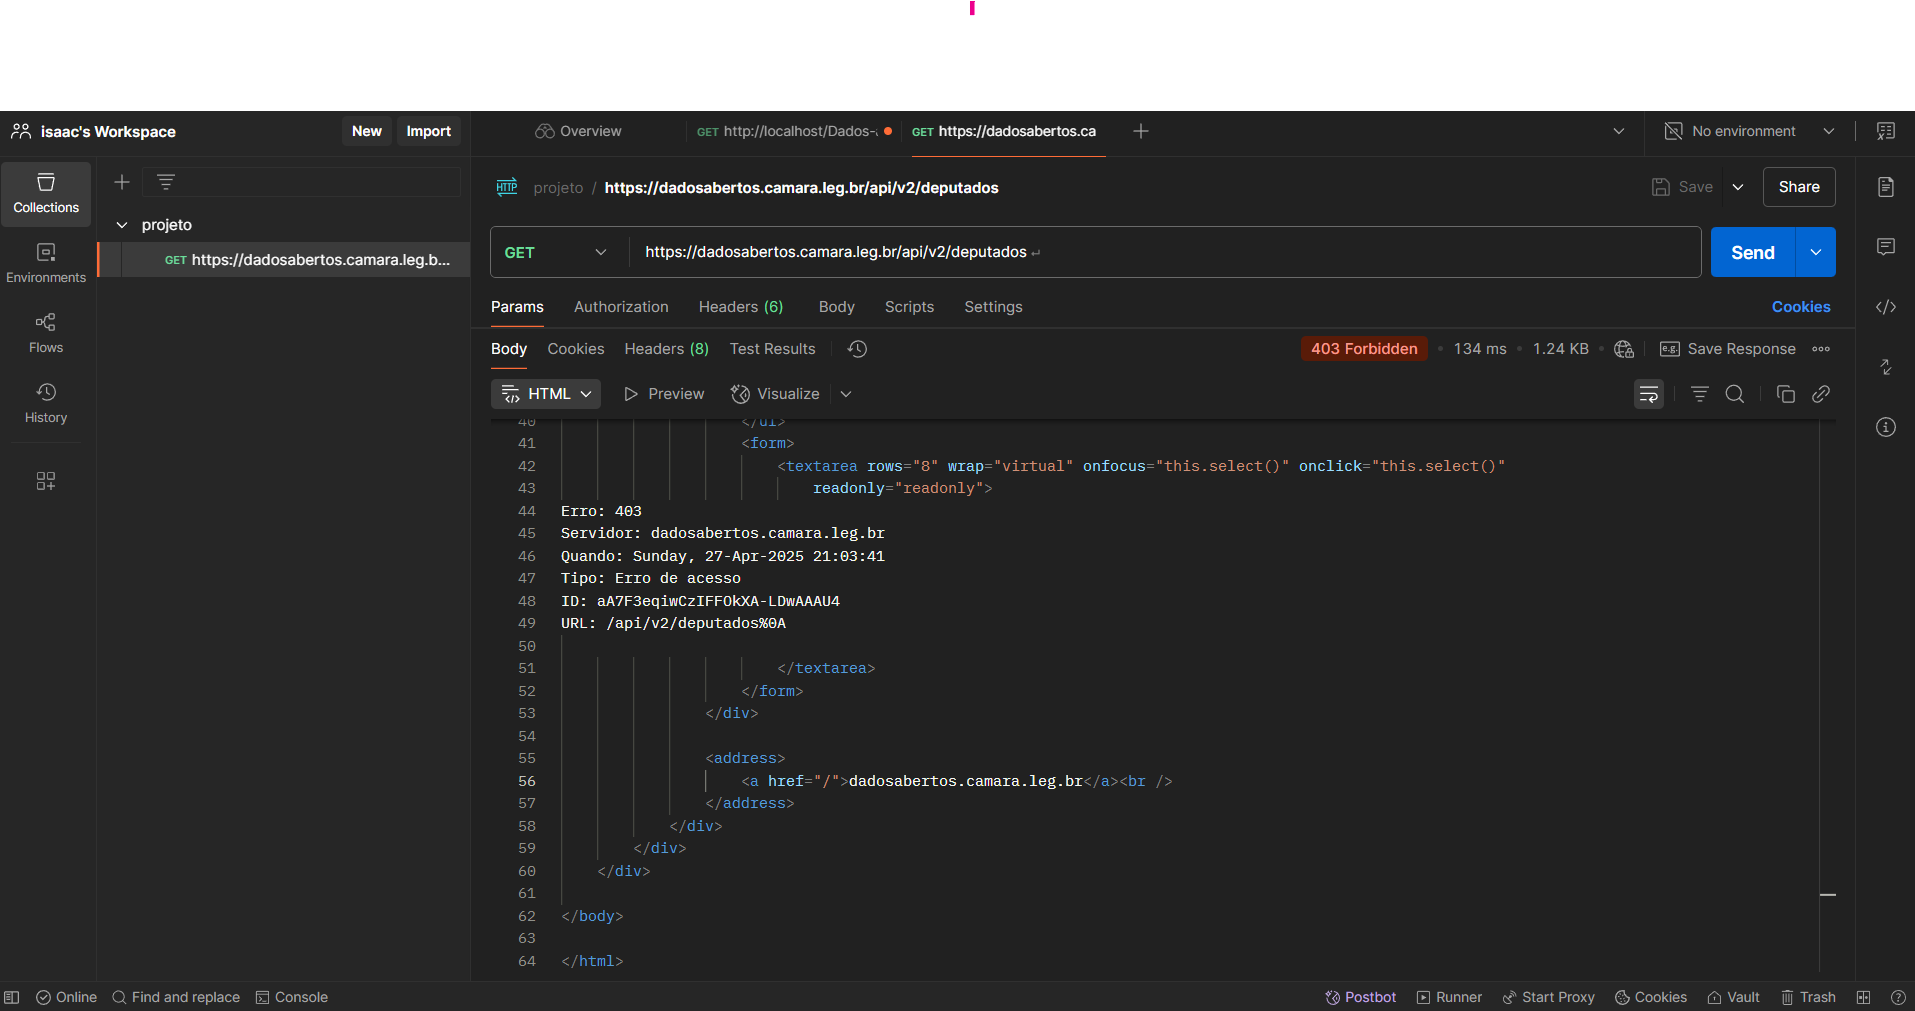 isaac's Workspace
New
Import
Overview
GET http://localhost/Dados-
GET https://dadosabertos.ca
No environment
Collections
Environments
Flows
History
projeto
GET https://dadosabertos.camara.leg.b...
HTTP projeto / https://dadosabertos.camara.leg.br/api/v2/deputados
Save
Share
GET
https://dadosabertos.camara.leg.br/api/v2/deputados
Send
Params Authorization Headers (6) Body Scripts Settings
Cookies
Body Cookies Headers (8) Test Results
403 Forbidden • 134 ms • 1.24 KB • e.g. Save Response
HTML Preview Visualize
40 </ul>
41 <form>
42 <textarea rows="8" wrap="virtual" onfocus="this.select()" onclick="this.select()"
43 readonly="readonly">
44 Erro: 403
45 Servidor: dadosabertos.camara.leg.br
46 Quando: Sunday, 27-Apr-2025 21:03:41
47 Tipo: Erro de acesso
48 ID: aA7F3eqiwCzIFFOkXA-LDwAAAU4
49 URL: /api/v2/deputados%0A
50
51 </textarea>
52 </form>
53 </div>
54
55 <address>
56 <a href="/">dadosabertos.camara.leg.br</a><br />
57 </address>
58 </div>
59 </div>
60 </div>
61
62 </body>
63
64 </html>
Online Find and replace Console
Postbot Runner Start Proxy Cookies Vault Trash